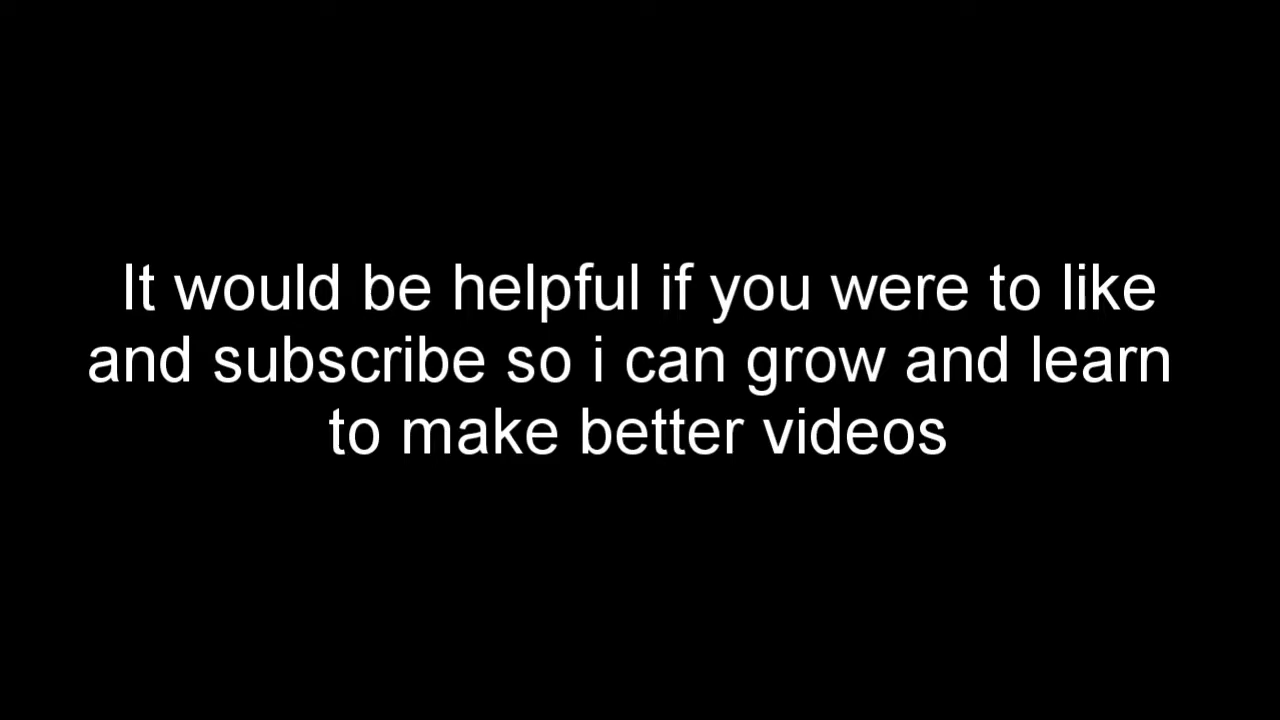 It would be helpful if you were to like
and subscribe so i can grow and learn
to make better videos